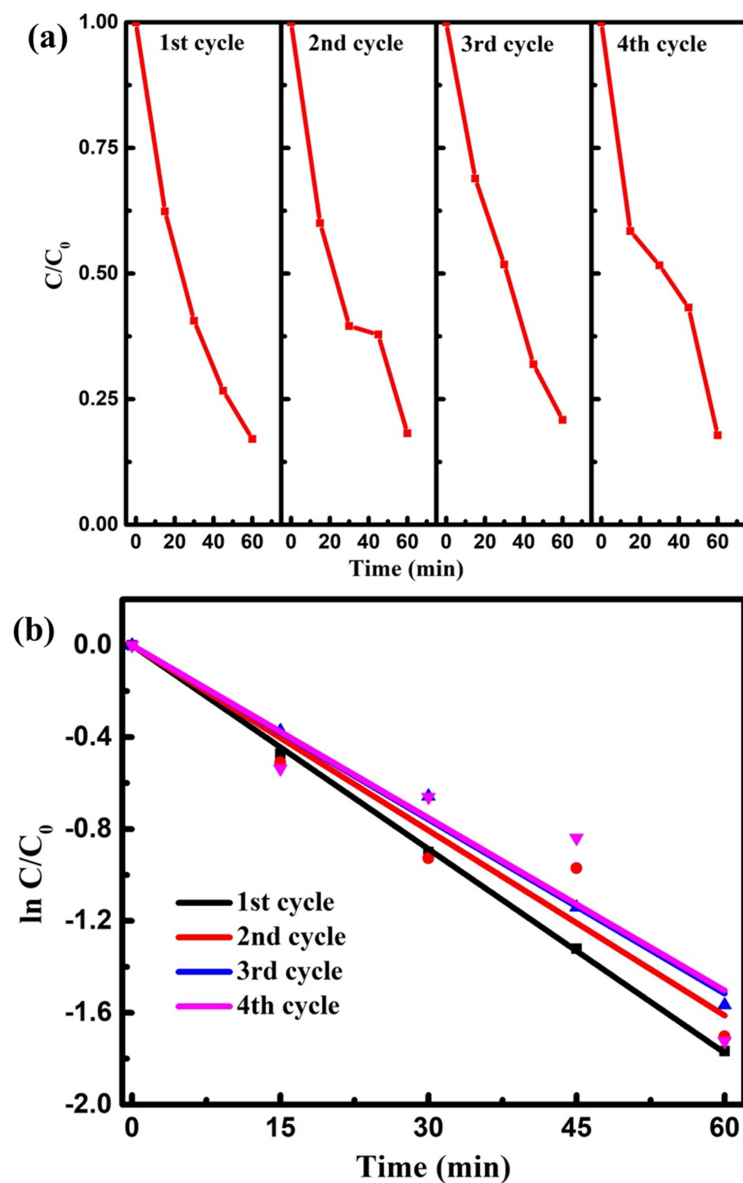 (a)
1st cycle 2nd cycle 3rd cycle 4th cycle
C/C₀
1.00
0.75
0.50
0.25
0.00
0 20 40 60 0 20 40 60 0 20 40 60 0 20 40 60
Time (min)
(b)
ln C/C₀
0.0
-0.4
-0.8
-1.2
-1.6
-2.0
1st cycle
2nd cycle
3rd cycle
4th cycle
0 15 30 45 60
Time (min)